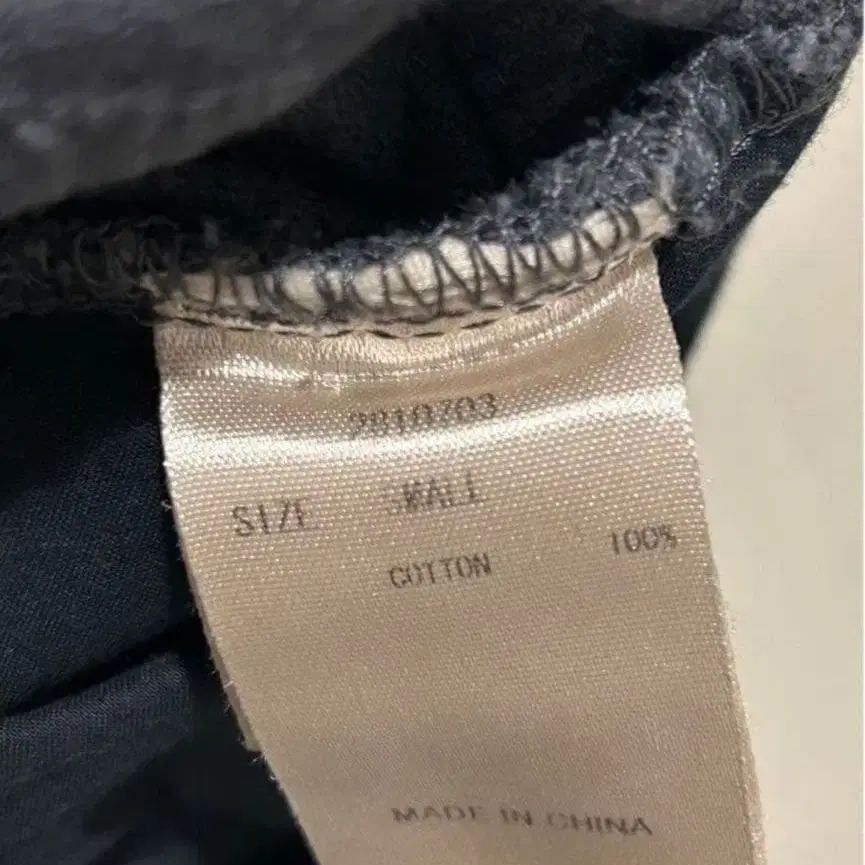 2810703
SIZE SMALL
COTTON 100%
MADE IN CHINA